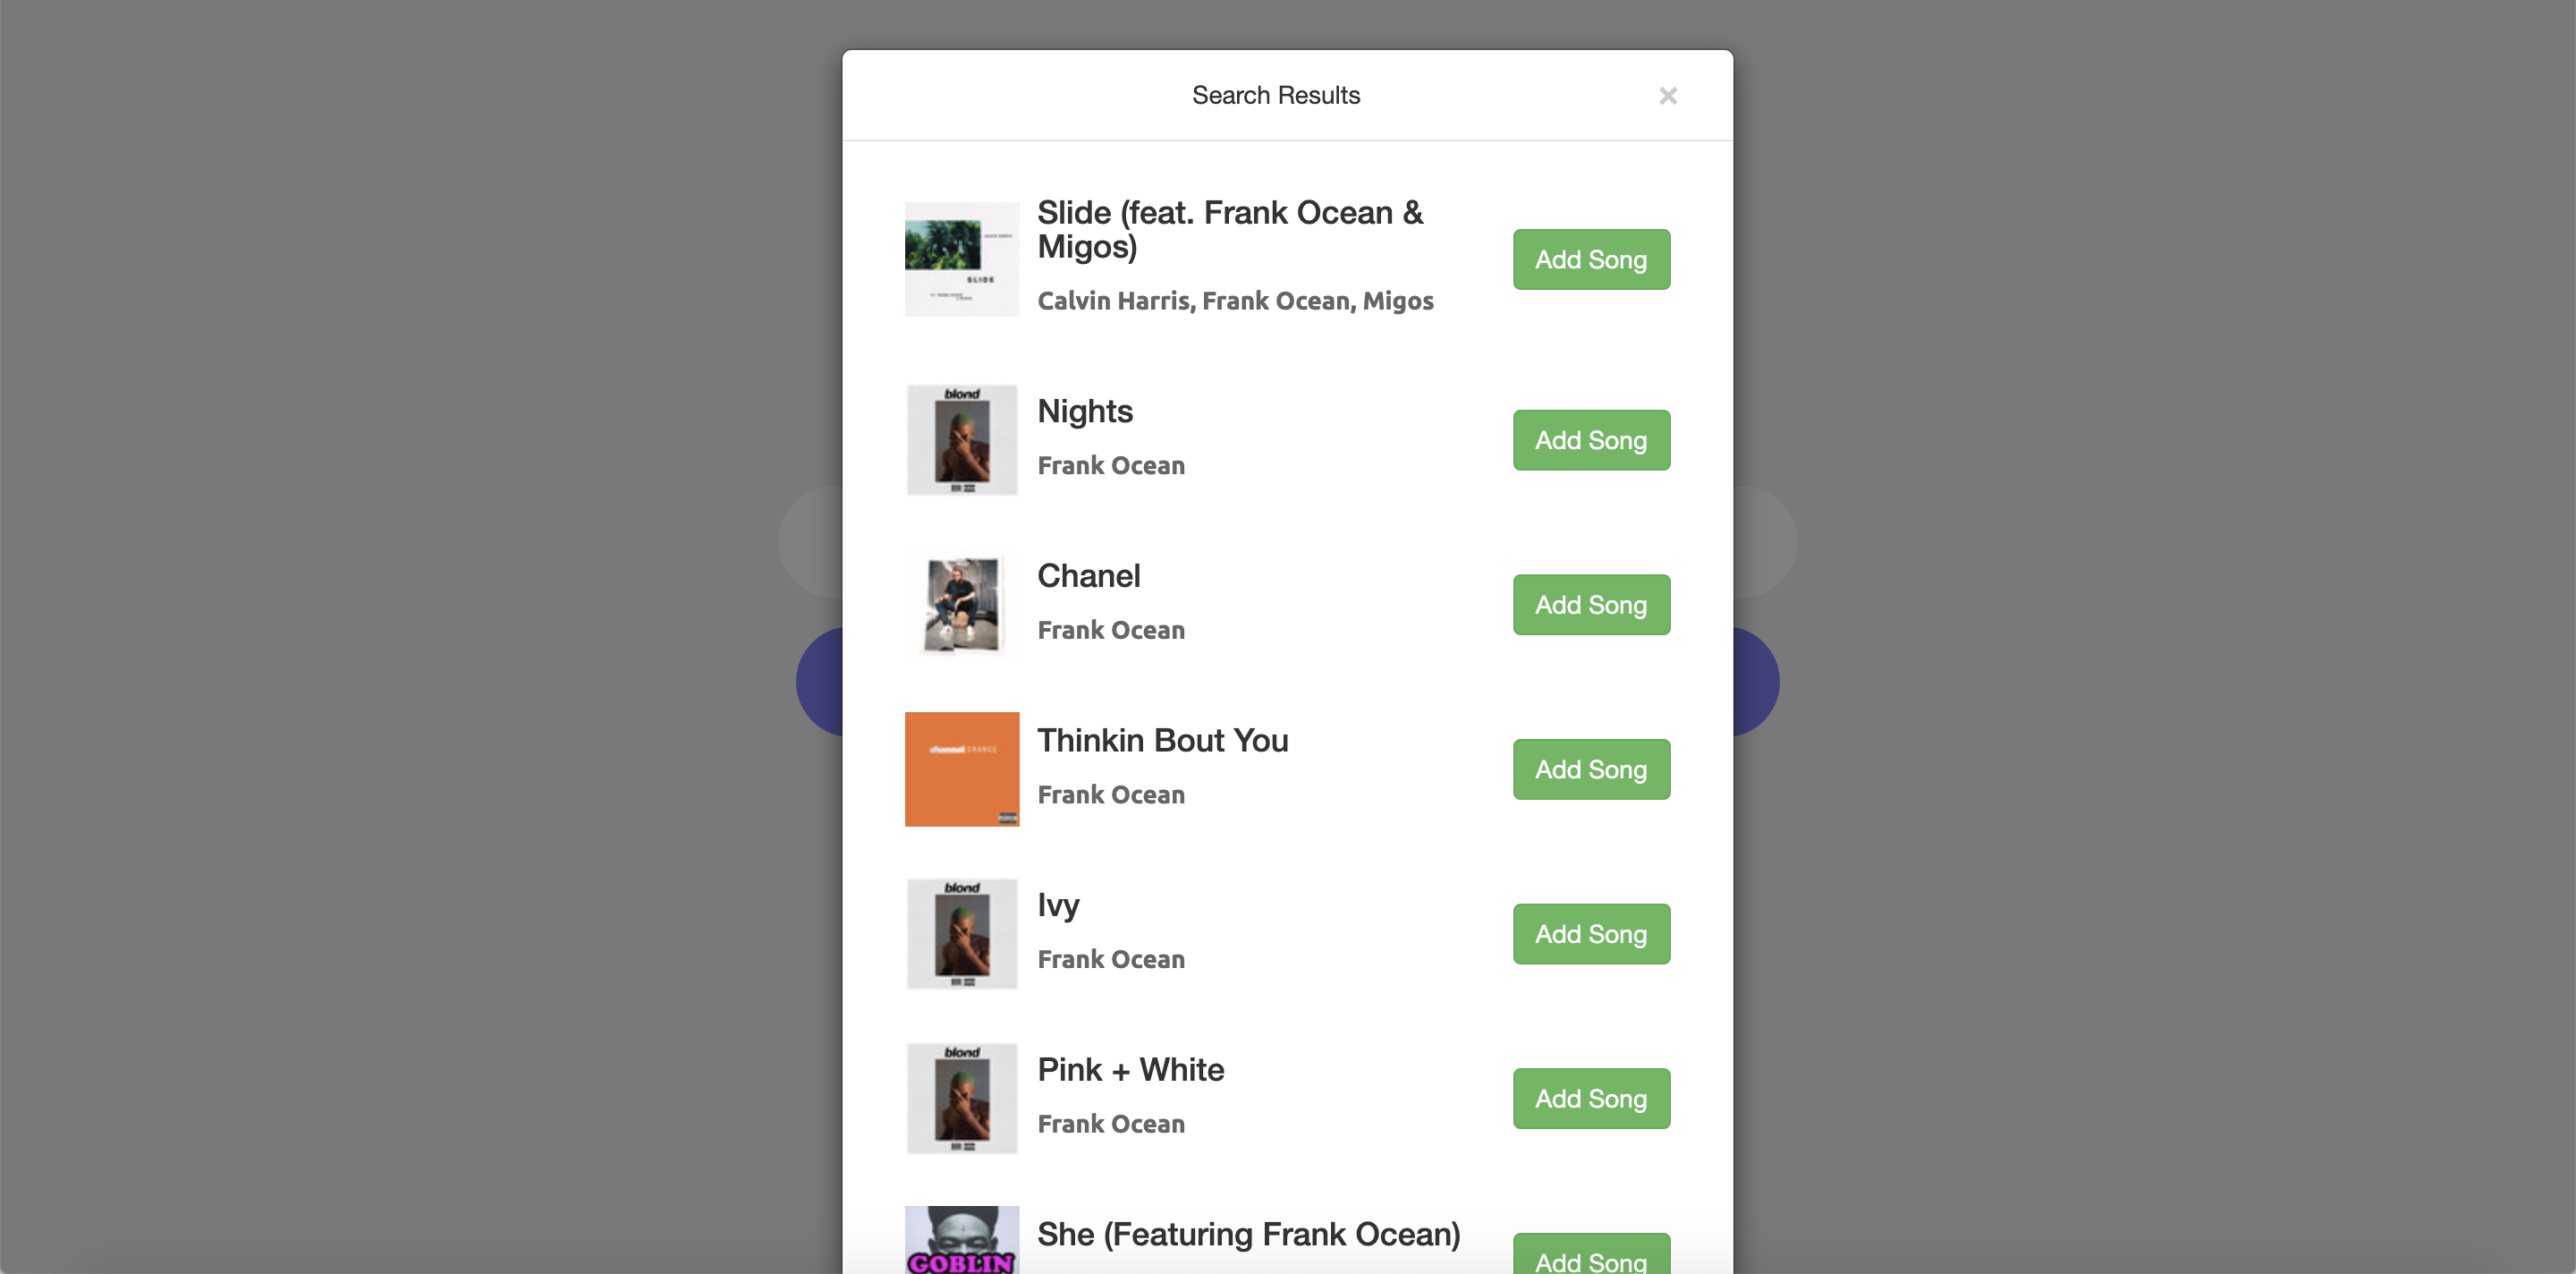 Search Results
×
Slide (feat. Frank Ocean &
Migos)
Calvin Harris, Frank Ocean, Migos
Add Song
SLIDE
blond
Nights
Frank Ocean
Add Song
Chanel
Frank Ocean
Add Song
channel ORANGE
Thinkin Bout You
Frank Ocean
Add Song
blond
Ivy
Frank Ocean
Add Song
blond
Pink + White
Frank Ocean
Add Song
GOBLIN
She (Featuring Frank Ocean)
Add Song